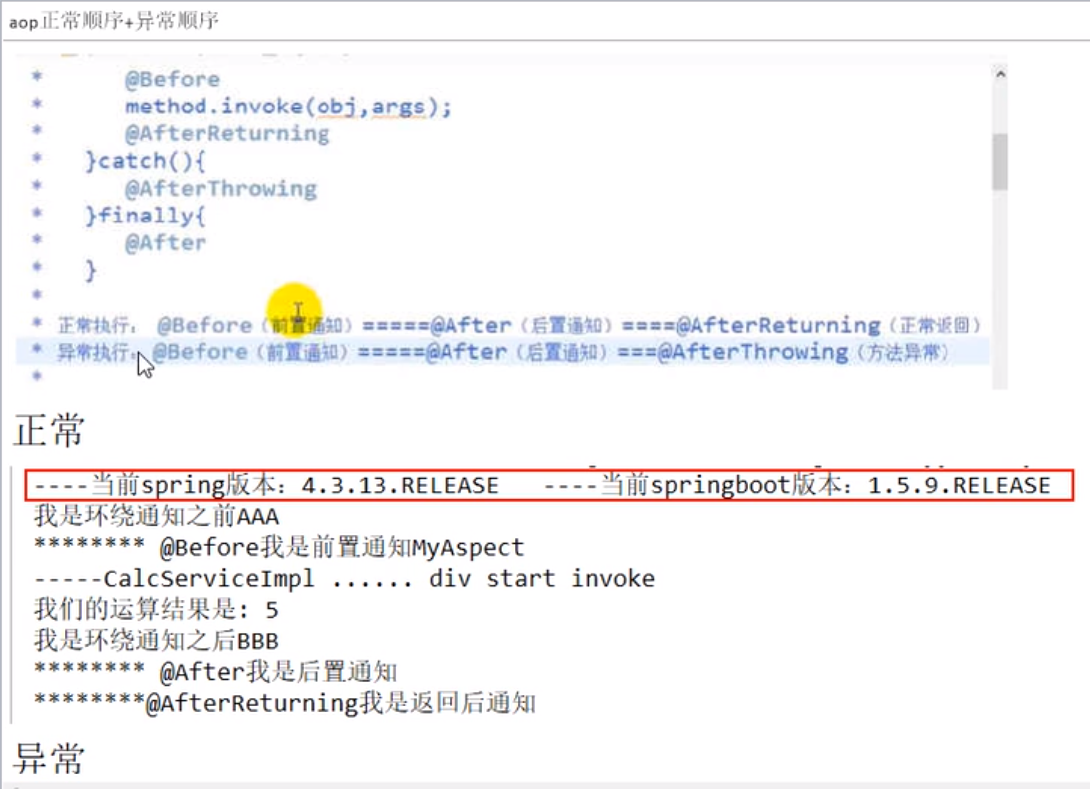 aop正常顺序+异常顺序
* @Before
* method.invoke(obj,args);
* @AfterReturning
* }catch(){
* @AfterThrowing
* }finally{
* @After
* }
*
* 正常执行： @Before（前置通知）=====@After（后置通知）====@AfterReturning（正常返回）
* 异常执行：@Before（前置通知）=====@After（后置通知）===@AfterThrowing（方法异常）
*
正常
----当前spring版本：4.3.13.RELEASE ----当前springboot版本：1.5.9.RELEASE
我是环绕通知之前AAA
******** @Before我是前置通知MyAspect
-----CalcServiceImpl ...... div start invoke
我们的运算结果是: 5
我是环绕通知之后BBB
******** @After我是后置通知
********@AfterReturning我是返回后通知
异常